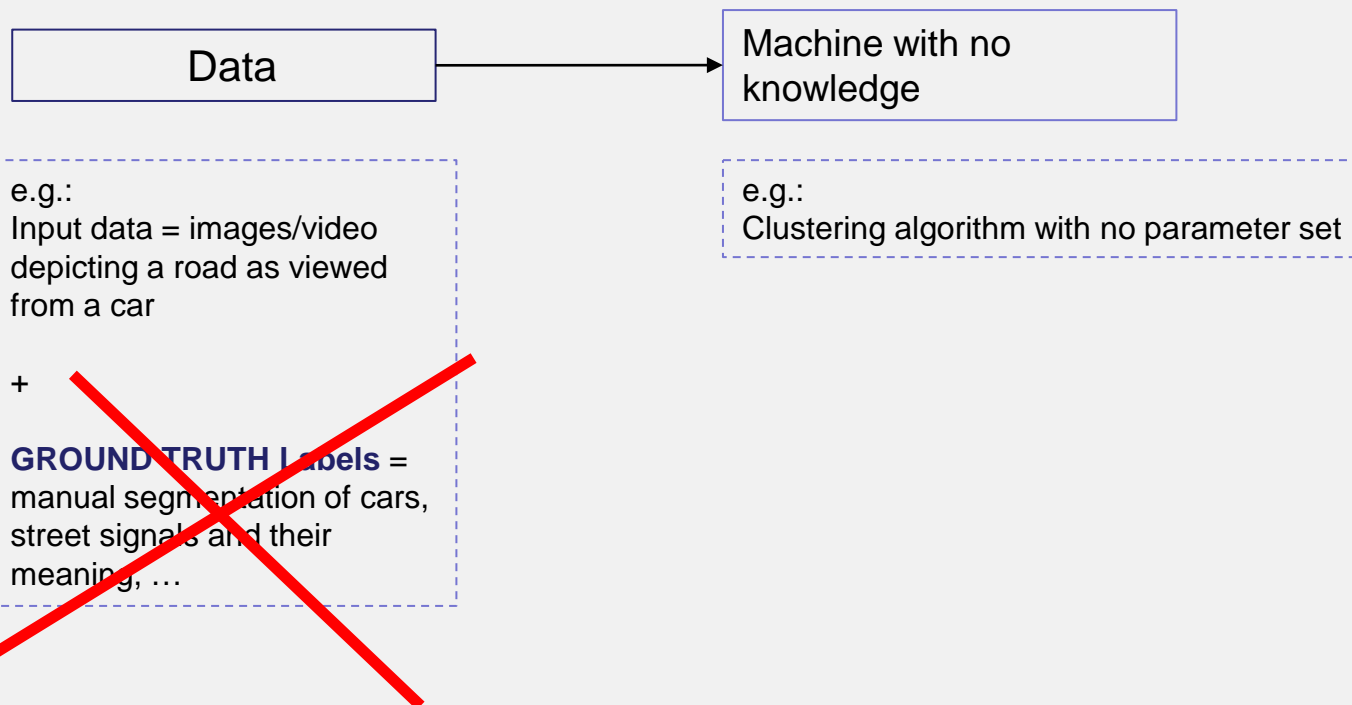 Data
Machine with no
knowledge
e.g.:
Input data = images/video
depicting a road as viewed
from a car
+
GROUND TRUTH Labels =
manual segmentation of cars,
street signals and their
meaning, …
e.g.:
Clustering algorithm with no parameter set